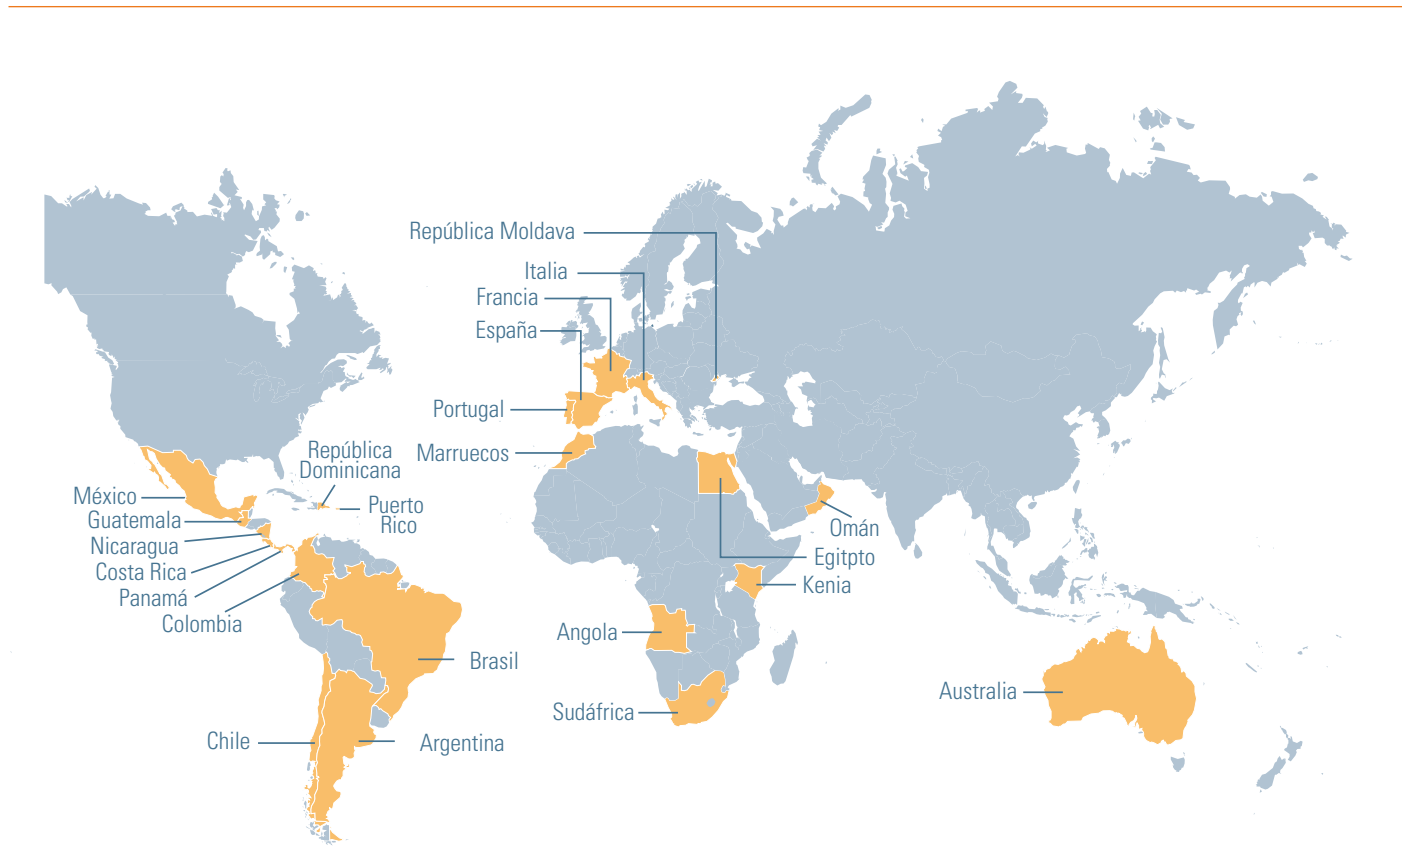 República Moldava
Italia
Francia
España
Portugal
Marruecos
República
Dominicana
México
Puerto
Rico
Guatemala
Nicaragua
Costa Rica
Panamá
Colombia
Omán
Egitpto
Kenia
Angola
Brasil
Australia
Sudáfrica
Chile
Argentina